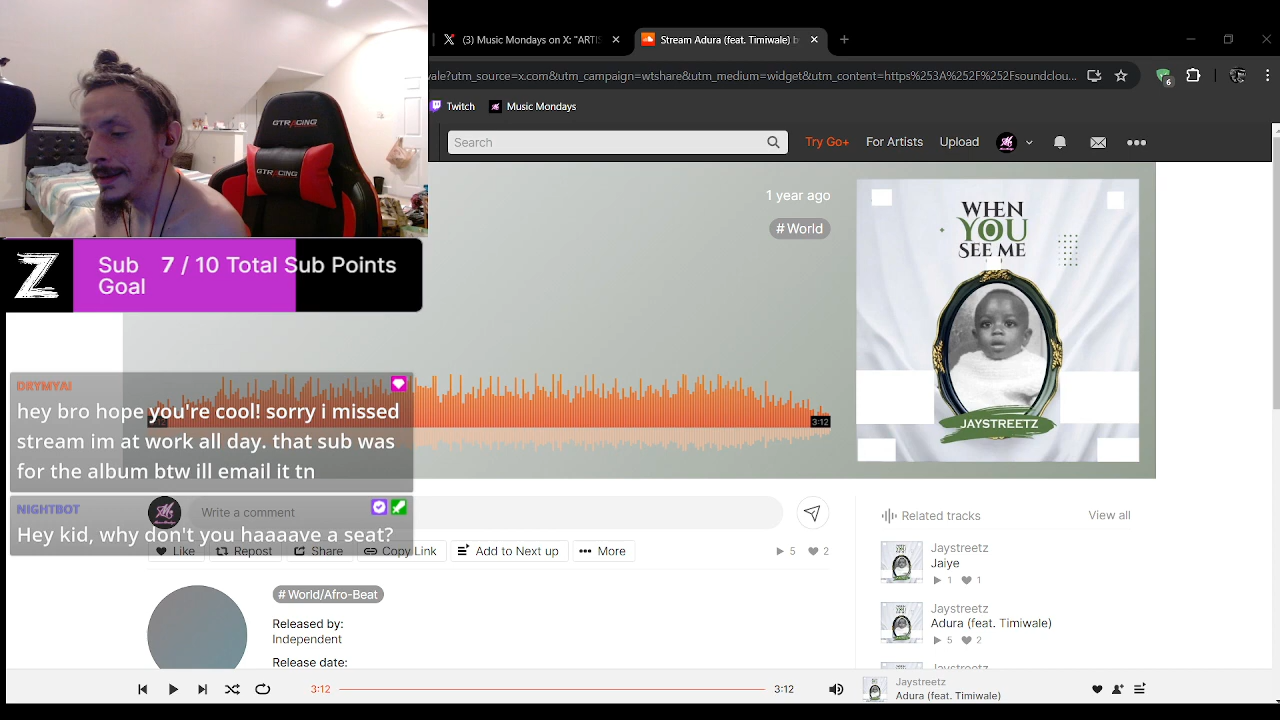 (3) Music Mondays on X: "ARTIS
Stream Adura (feat. Timiwale) b
vale?utm_source=x.com&utm_campaign=wtshare&utm_medium=widget&utm_content=https%253A%252F%252Fsoundclou...
6
Twitch
Music Mondays
Search
Try Go+
For Artists
Upload
GTRACING
GTRACING
1 year ago
# World
WHEN
YOU
SEE ME
JAYSTREETZ
Sub Goal
7 / 10 Total Sub Points
3:12
DRYMYAI
hey bro hope you're cool! sorry i missed
stream im at work all day. that sub was
for the album btw ill email it tn
NIGHTBOT
Hey kid, why don't you haaaave a seat?
Write a comment
Like
Repost
Share
Copy Link
Add to Next up
More
5
2
Related tracks
View all
Jaystreetz
Jaiye
1
1
Jaystreetz
Adura (feat. Timiwale)
5
2
Jaystreetz
# World/Afro-Beat
Released by:
Independent
Release date:
3:12
3:12
Jaystreetz
Adura (feat. Timiwale)